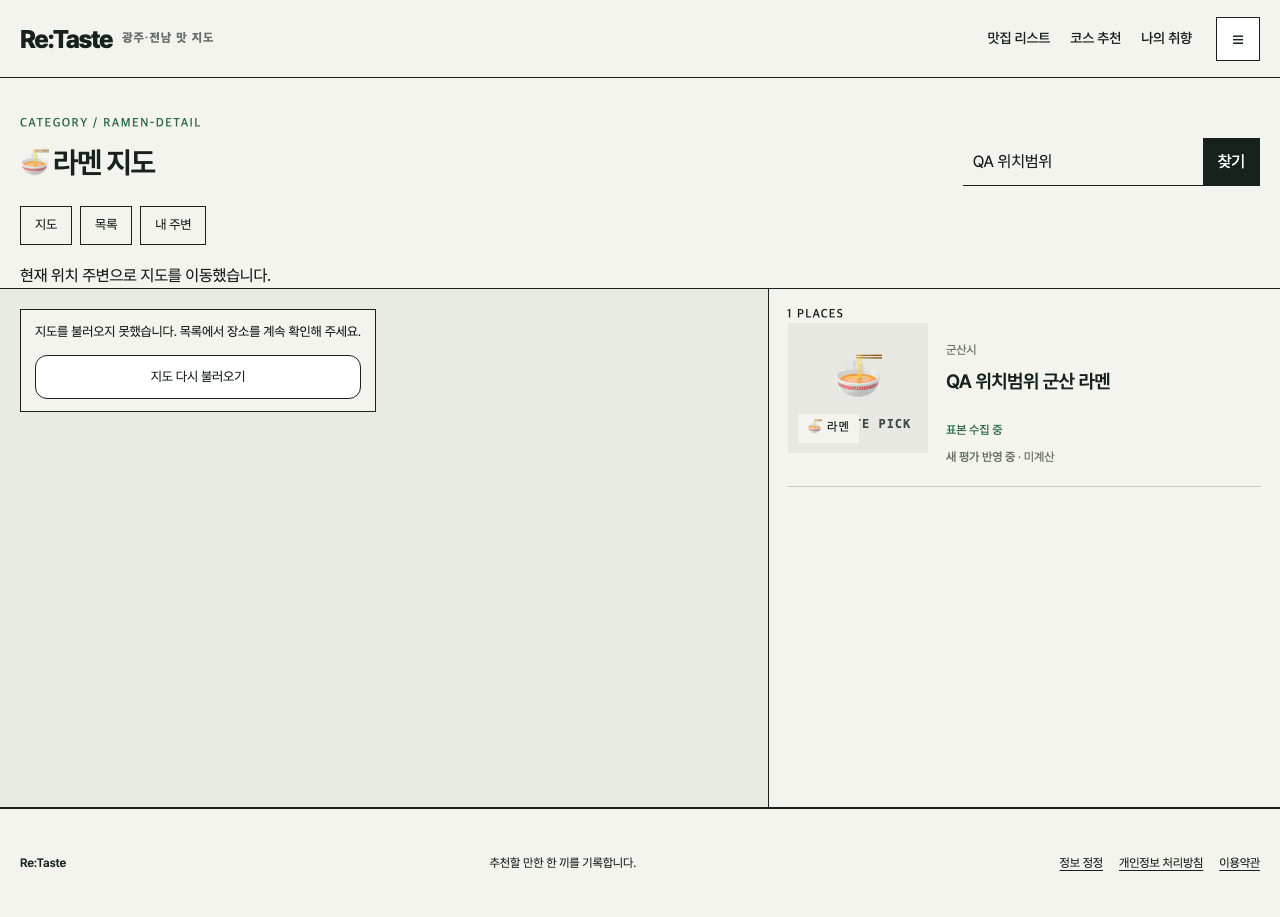 Re:Taste 광주·전남 맛 지도
맛집 리스트 코스 추천 나의 취향
CATEGORY / RAMEN-DETAIL
라멘 지도
QA 위치범위 찾기
지도 목록 내 주변
현재 위치 주변으로 지도를 이동했습니다.
지도를 불러오지 못했습니다. 목록에서 장소를 계속 확인해 주세요.
지도 다시 불러오기
1 PLACES
라멘
PICK
군산시
QA 위치범위 군산 라멘
표본 수집 중
새 평가 반영 중 · 미계산
Re:Taste
추천할 만한 한 끼를 기록합니다.
정보 정정 개인정보 처리방침 이용약관